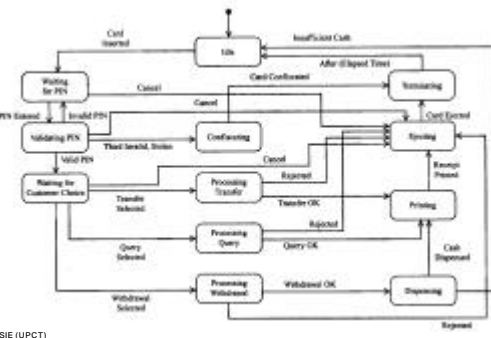 Card
Inserted
Insufficient Cash
Idle
After (Elapsed Time)
Waiting
for PIN
Card Confiscated
Terminating
Cancel
PIN Entered
Invalid PIN
Cancel
Card Ejected
Validating PIN
Third Invalid, Stolen
Confiscating
Ejecting
Valid PIN
Cancel
Receipt
Printed
Waiting for
Customer Choice
Processing
Transfer
Rejected
Transfer
Selected
Transfer OK
Printing
Rejected
Processing
Query
Query
Selected
Query OK
Cash
Dispensed
Processing
Withdrawal
Withdrawal OK
Dispensing
Withdrawal
Selected
Rejected
SIE (UPCT)